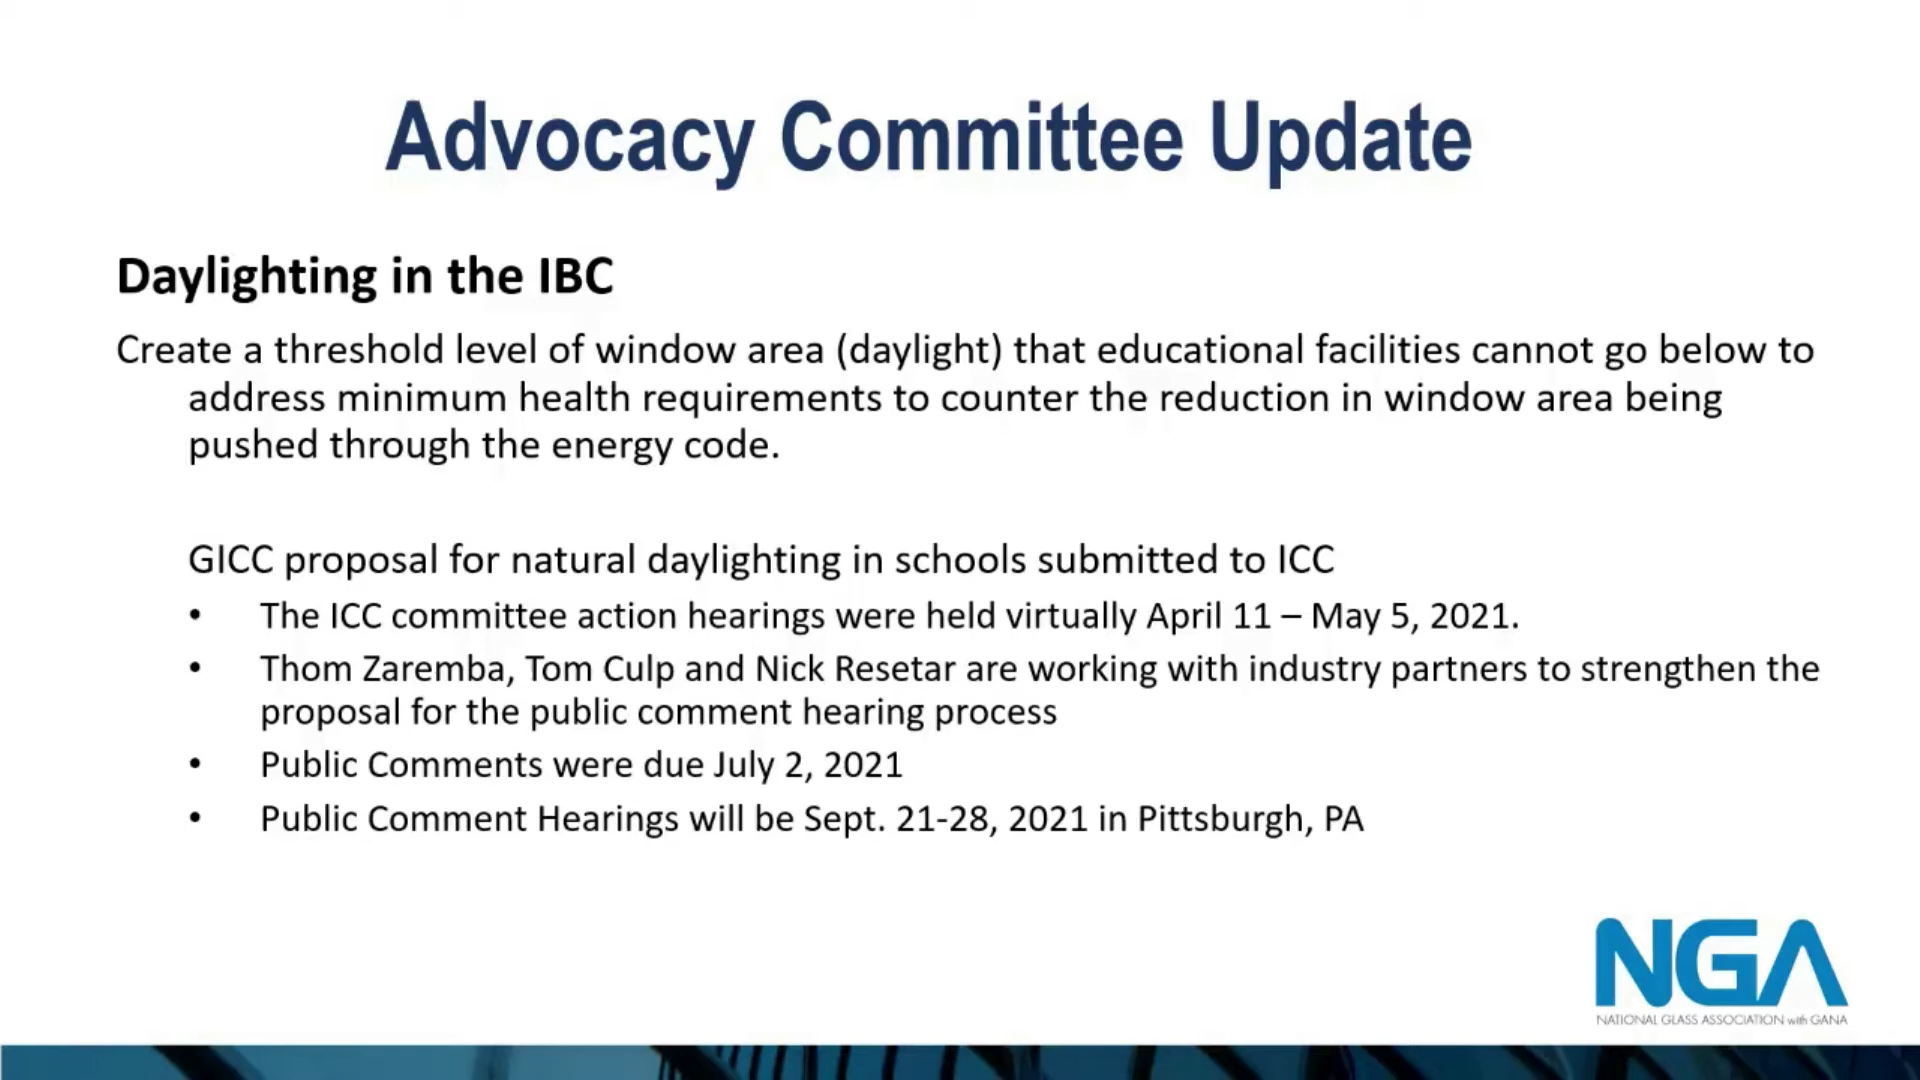 Advocacy Committee Update
Daylighting in the IBC
Create a threshold level of window area (daylight) that educational facilities cannot go below to
address minimum health requirements to counter the reduction in window area being
pushed through the energy code.
GICC proposal for natural daylighting in schools submitted to ICC
• The ICC committee action hearings were held virtually April 11 – May 5, 2021.
• Thom Zaremba, Tom Culp and Nick Resetar are working with industry partners to strengthen the
proposal for the public comment hearing process
• Public Comments were due July 2, 2021
• Public Comment Hearings will be Sept. 21-28, 2021 in Pittsburgh, PA
NGA
NATIONAL GLASS ASSOCIATION with GANA